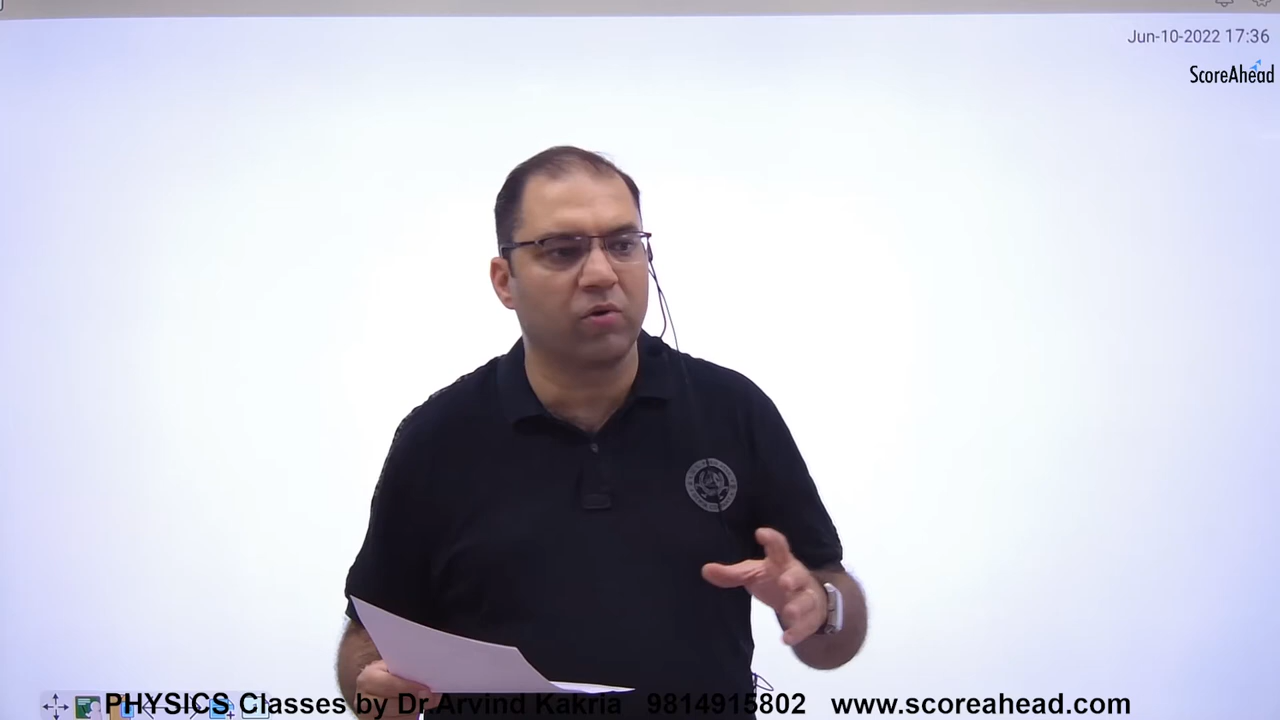 Jun-10-2022 17:36
ScoreAhead
PHYSICS Classes by Dr.Arvind Kakria 9814915802 www.scoreahead.com